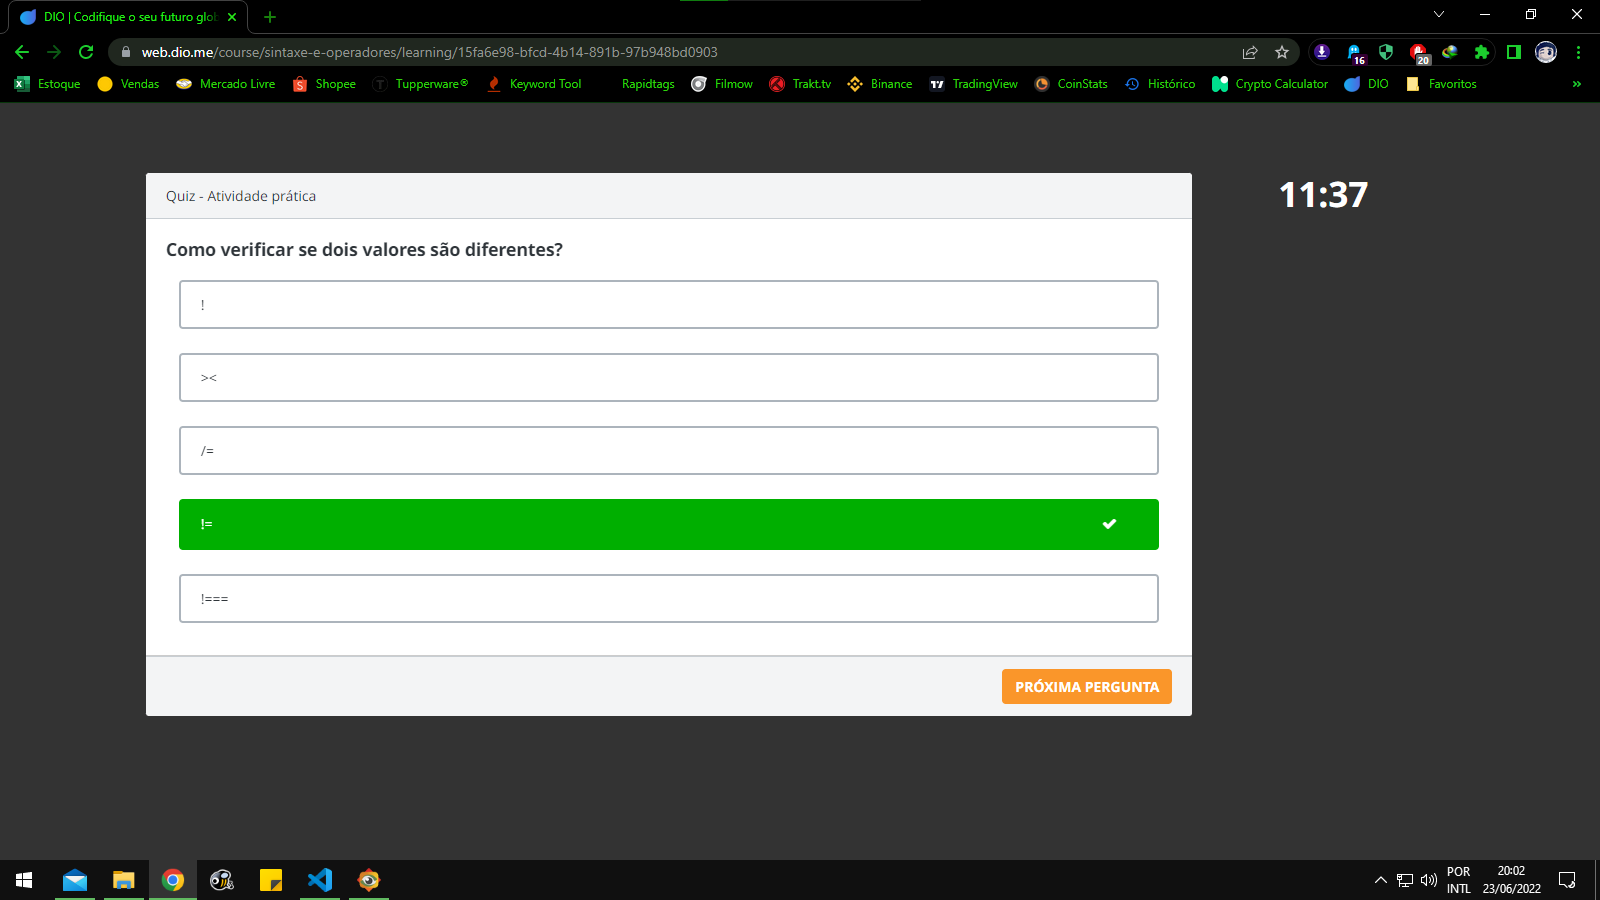 DIO | Codifique o seu futuro glob
web.dio.me/course/sintaxe-e-operadores/learning/15fa6e98-bfcd-4b14-891b-97b948bd0903
16
20
Estoque
Vendas
Mercado Livre
Shopee
Tupperware®
Keyword Tool
Rapidtags
Filmow
Trakt.tv
Binance
TradingView
CoinStats
Histórico
Crypto Calculator
DIO
Favoritos
»
Quiz - Atividade prática
11:37
Como verificar se dois valores são diferentes?
!
><
/=
!=
!===
PRÓXIMA PERGUNTA
POR
INTL
20:02
23/06/2022